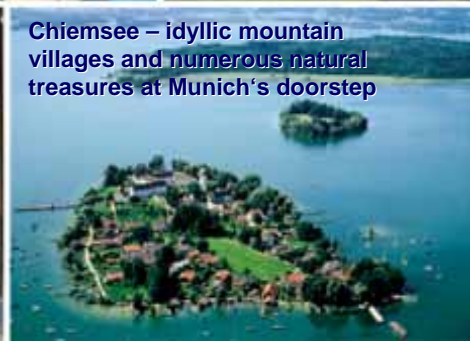 Chiemsee – idyllic mountain
villages and numerous natural
treasures at Munich‘s doorstep